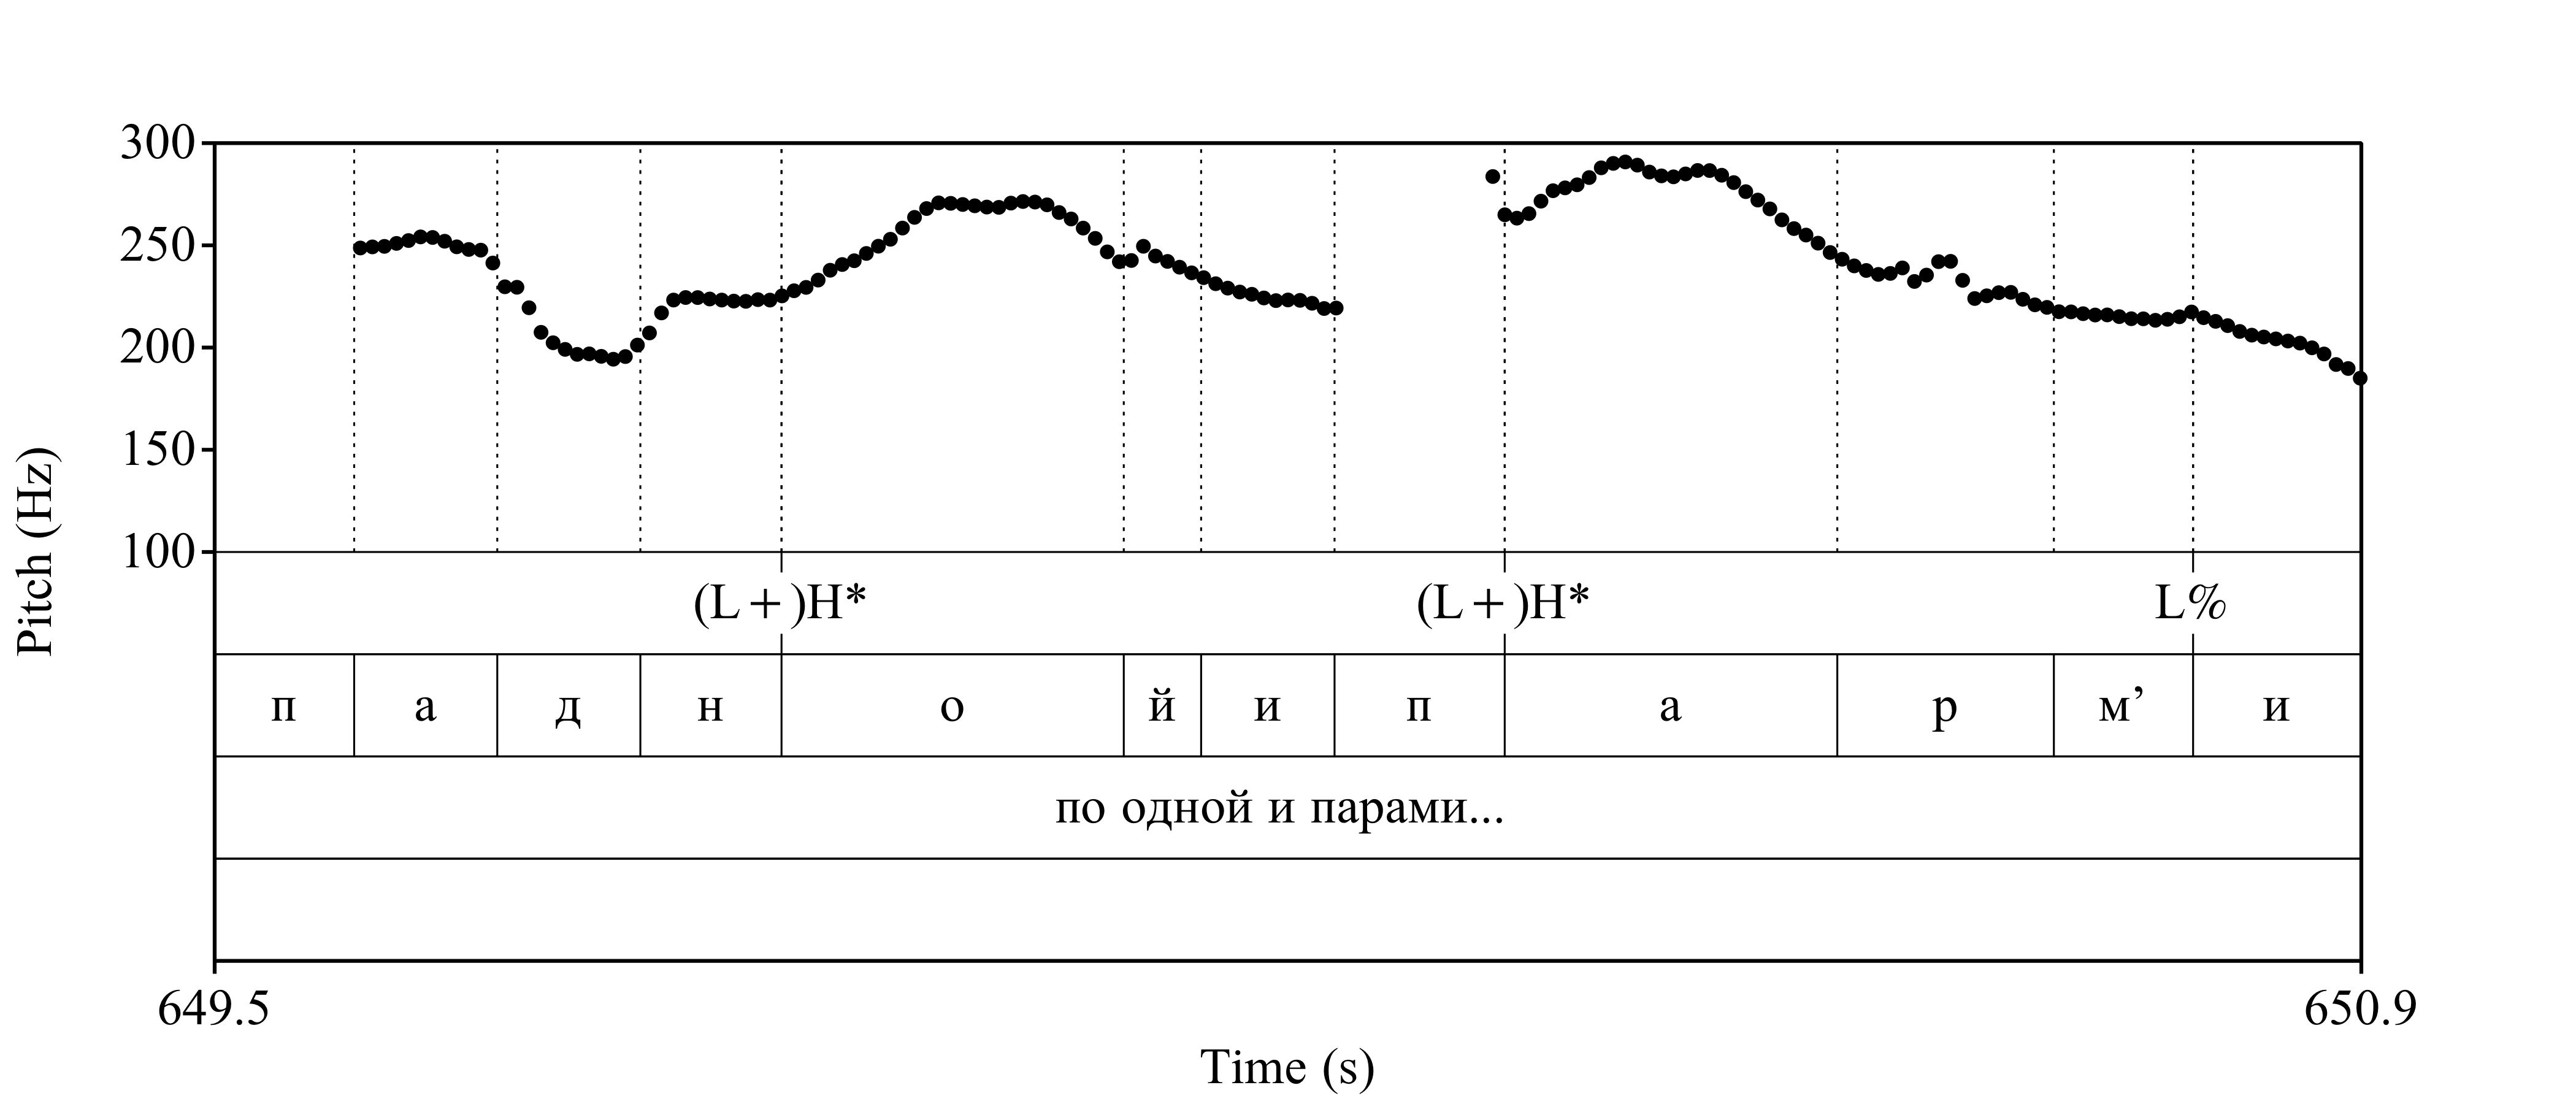 300
250
200
150
100
Pitch (Hz)
(L+)H* (L+)H* L%
п а д н о й и п а р м’ и
по одной и парами...
649.5 650.9
Time (s)